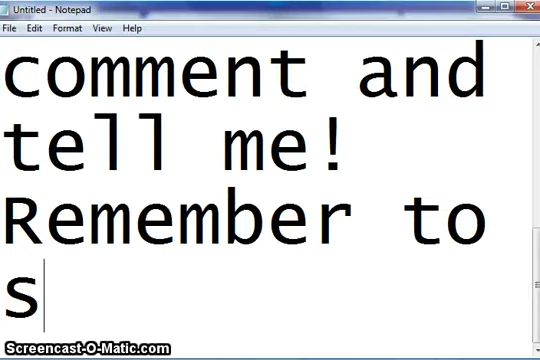 Untitled - Notepad
File Edit Format View Help
comment and
tell me!
Remember to
s
Screencast-O-Matic.com